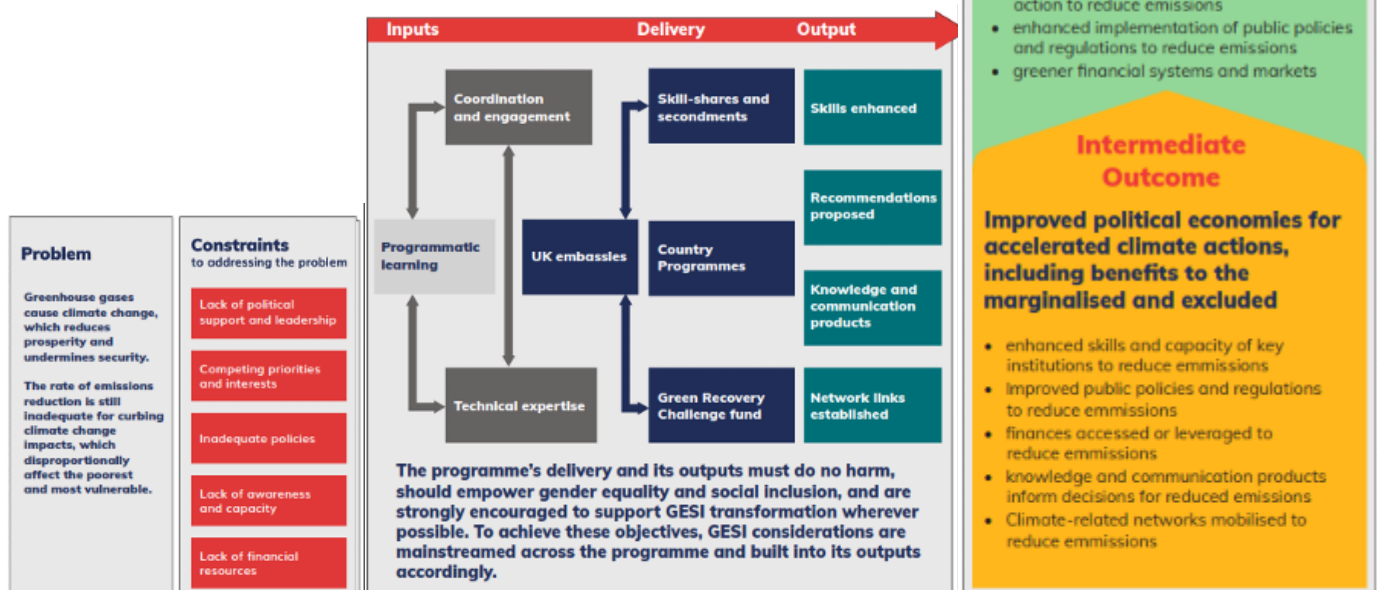 Problem
Greenhouse gases
cause climate change,
which reduces
prosperity and
undermines security.
The rate of emissions
reduction is still
inadequate for curbing
climate change
impacts, which
disproportionally
affect the poorest
and most vulnerable.
Constraints
to addressing the problem
Lack of political
support and leadership
Competing priorities
and interests
Inadequate policies
Lack of awareness
and capacity
Lack of financial
resources
Inputs
Delivery
Output
Coordination
and engagement
Programmatic
learning
Technical expertise
UK embassies
Skill-shares and
secondments
Country
Programmes
Green Recovery
Challenge fund
Skills enhanced
Recommendations
proposed
Knowledge and
communication
products
Network links
established
The programme's delivery and its outputs must do no harm,
should empower gender equality and social inclusion, and are
strongly encouraged to support GESI transformation wherever
possible. To achieve these objectives, GESI considerations are
mainstreamed across the programme and built into its outputs
accordingly.
action to reduce emissions
• enhanced implementation of public policies
and regulations to reduce emissions
• greener financial systems and markets
Intermediate
Outcome
Improved political economies for
accelerated climate actions,
including benefits to the
marginalised and excluded
• enhanced skills and capacity of key
institutions to reduce emmissions
• Improved public policies and regulations
to reduce emmissions
• finances accessed or leveraged to
reduce emmissions
• knowledge and communication products
inform decisions for reduced emissions
• Climate-related networks mobilised to
reduce emmissions